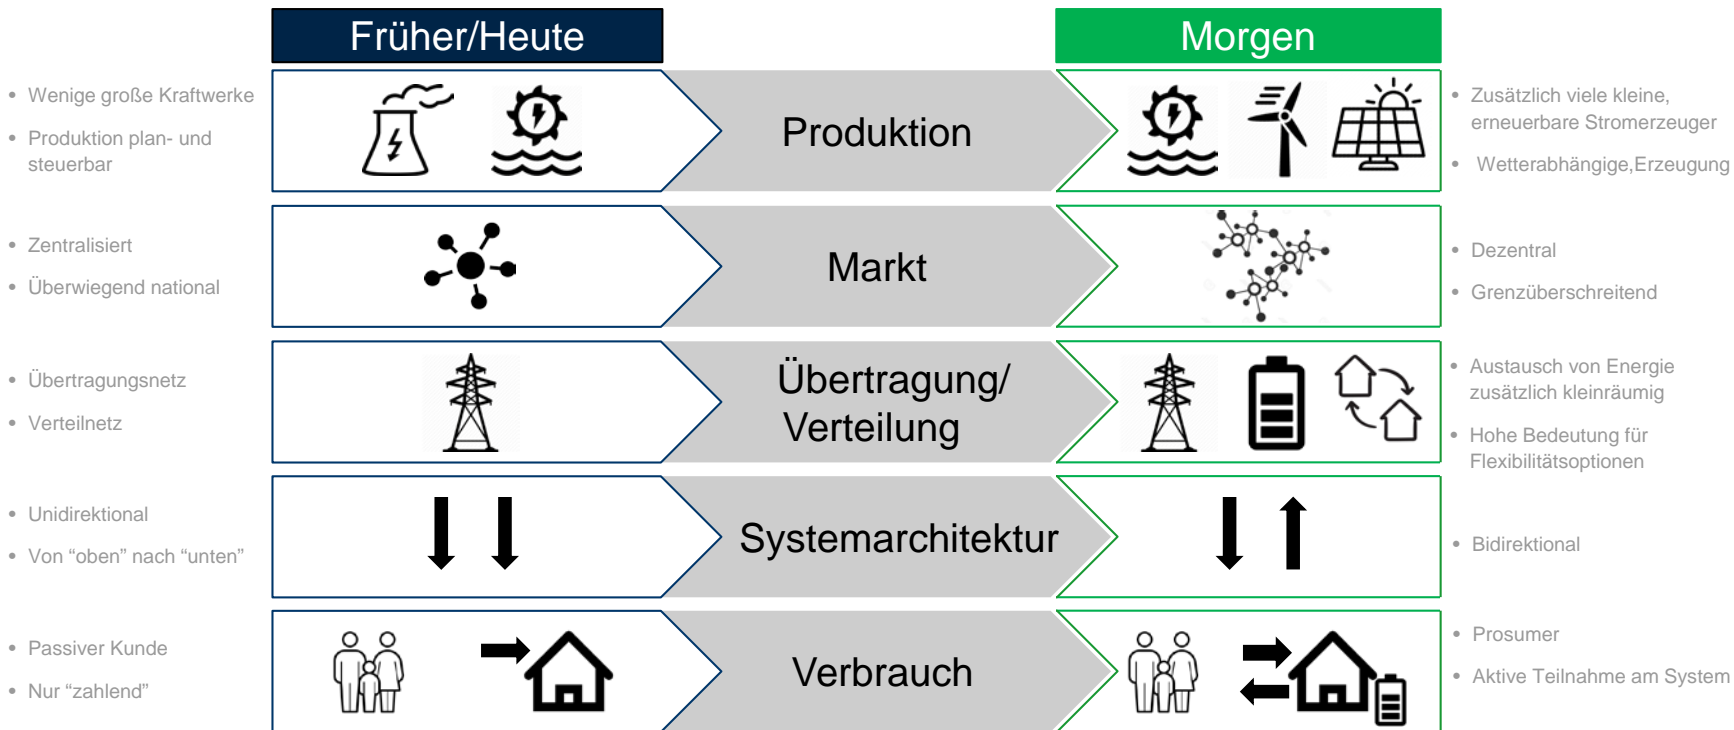 Früher/Heute
Morgen
• Wenige große Kraftwerke
• Produktion plan- und
steuerbar
Produktion
• Zusätzlich viele kleine,
erneuerbare Stromerzeuger
• Wetterabhängige,Erzeugung
• Zentralisiert
• Überwiegend national
Markt
• Dezentral
• Grenzüberschreitend
• Übertragungsnetz
• Verteilnetz
Übertragung/
Verteilung
• Austausch von Energie
zusätzlich kleinräumig
• Hohe Bedeutung für
Flexibilitätsoptionen
• Unidirektional
• Von “oben” nach “unten”
Systemarchitektur
• Bidirektional
• Passiver Kunde
• Nur “zahlend”
Verbrauch
• Prosumer
• Aktive Teilnahme am System